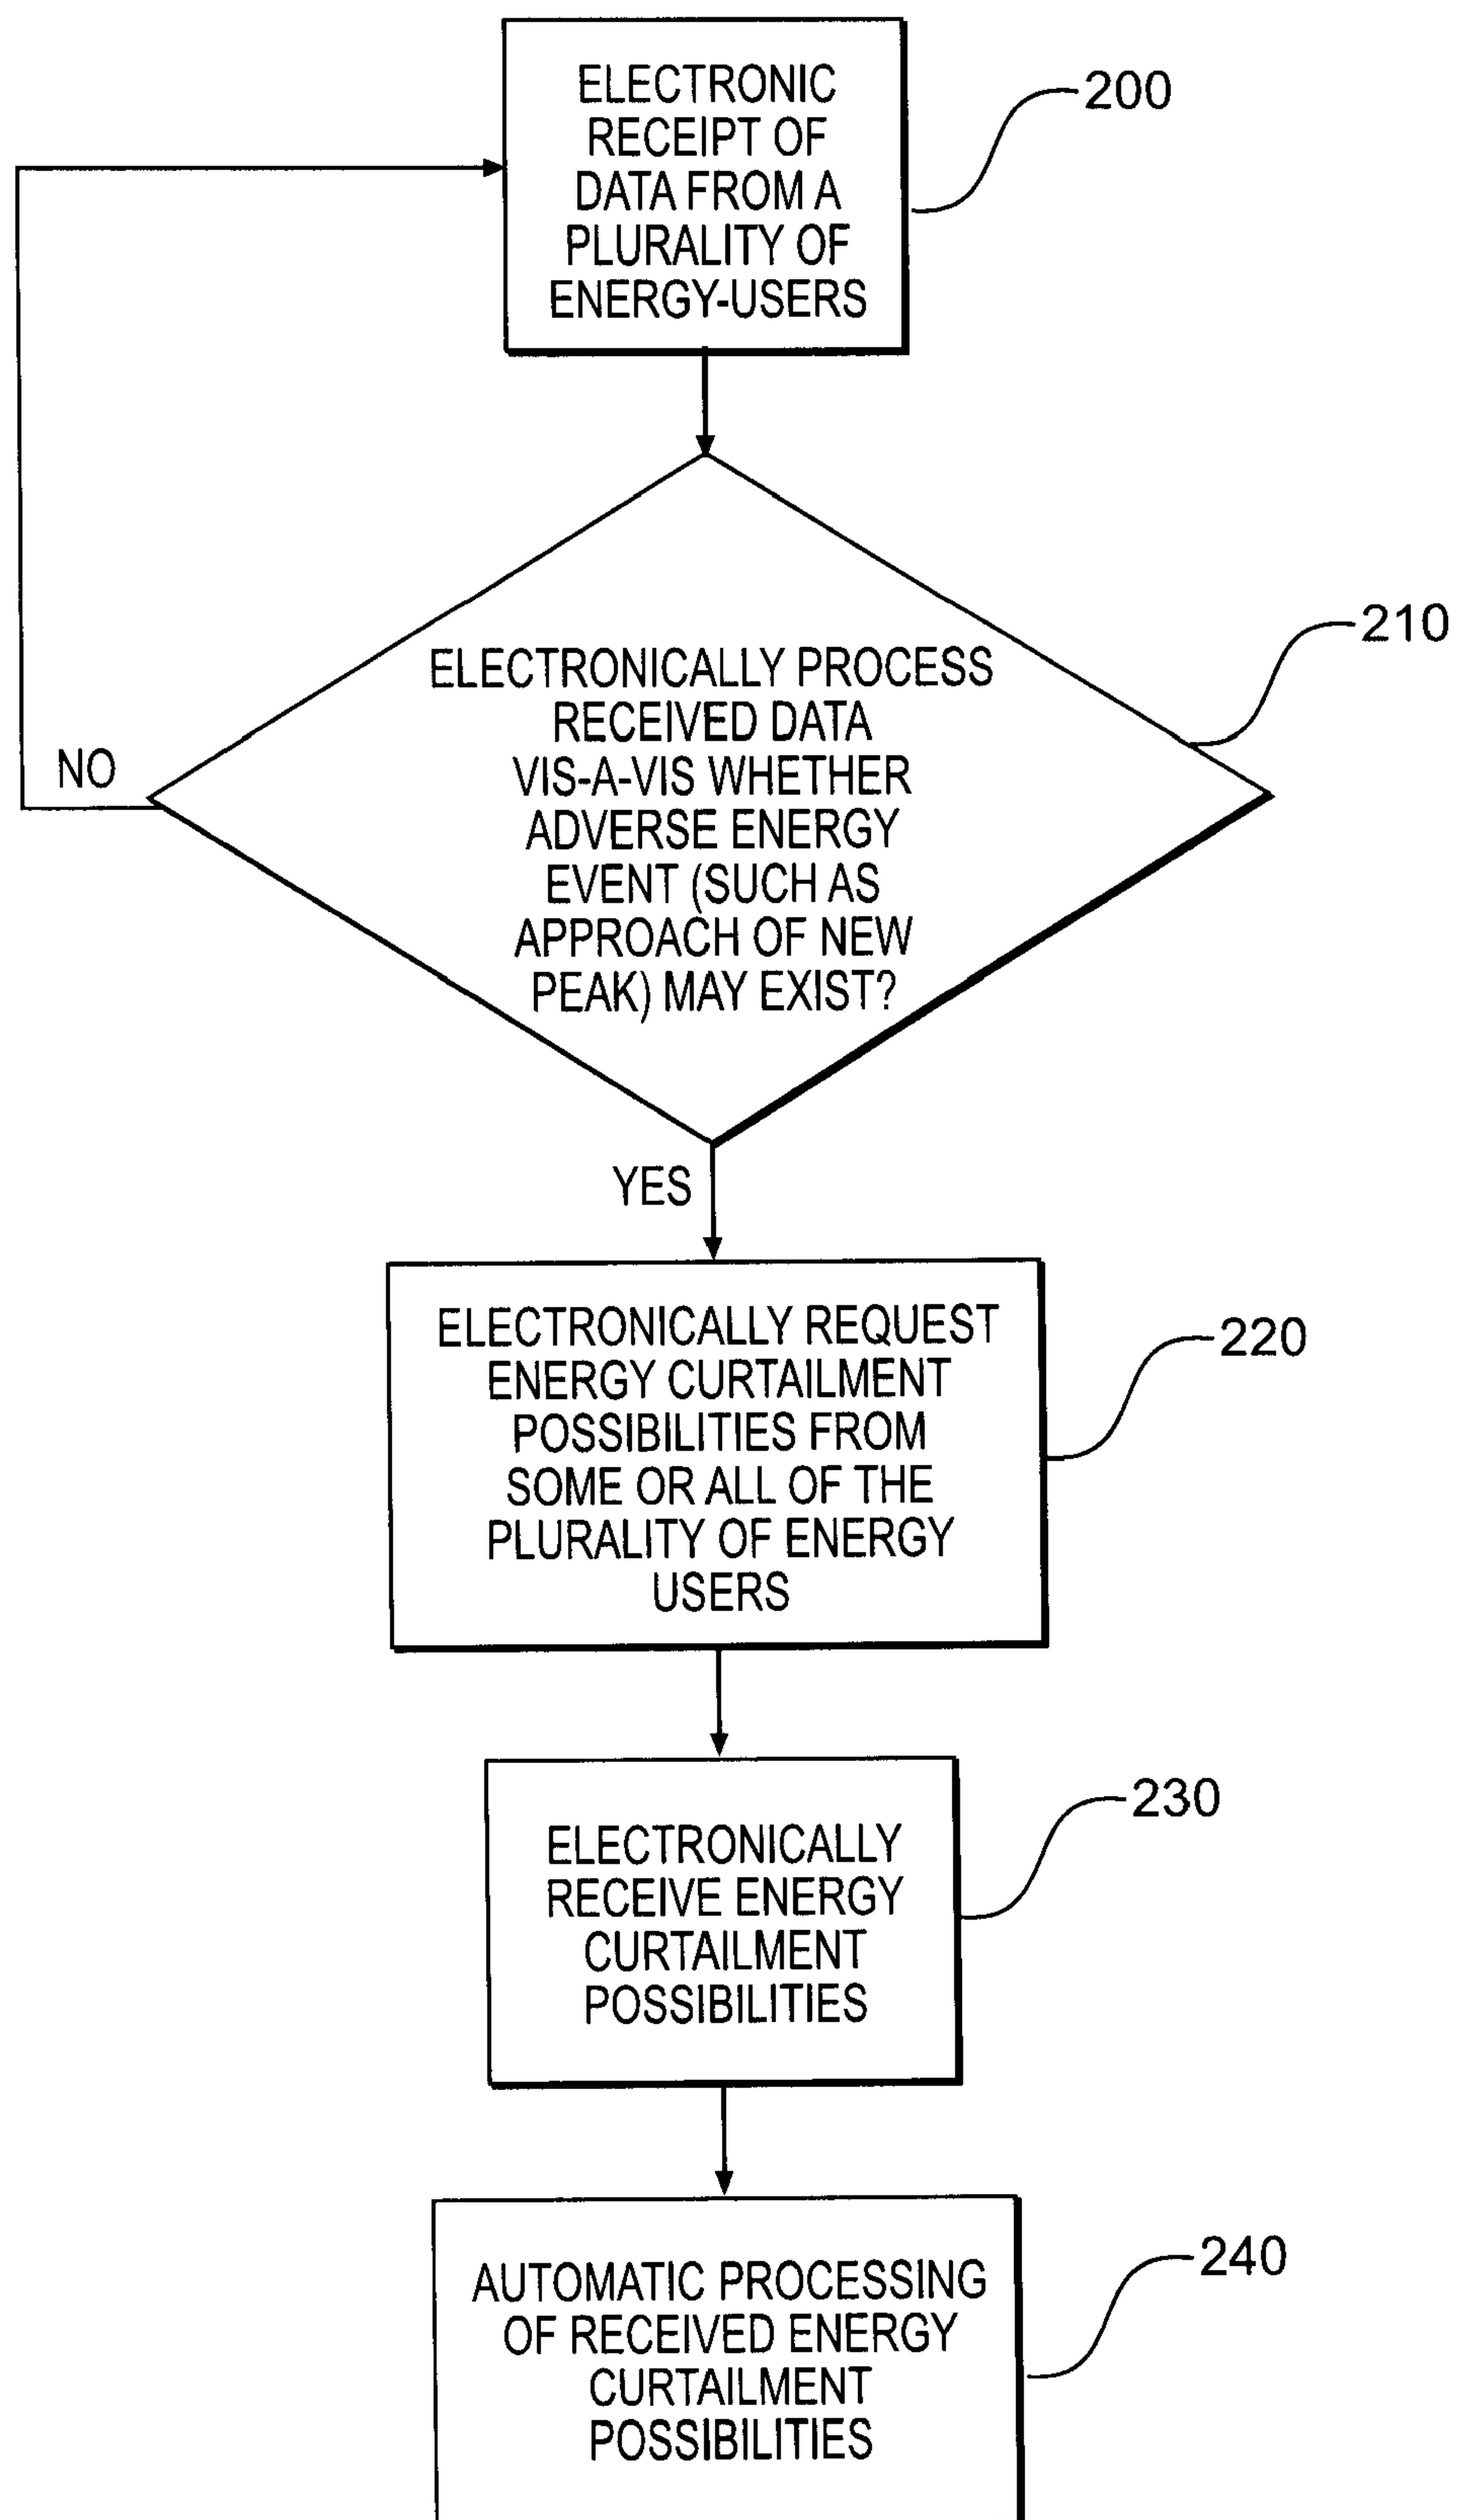 ELECTRONIC
RECEIPT OF
DATA FROM A
PLURALITY OF
ENERGY-USERS
200
ELECTRONICALLY PROCESS
RECEIVED DATA
VIS-A-VIS WHETHER
ADVERSE ENERGY
EVENT (SUCH AS
APPROACH OF NEW
PEAK) MAY EXIST?
210
NO
YES
ELECTRONICALLY REQUEST
ENERGY CURTAILMENT
POSSIBILITIES FROM
SOME OR ALL OF THE
PLURALITY OF ENERGY
USERS
220
ELECTRONICALLY
RECEIVE ENERGY
CURTAILMENT
POSSIBILITIES
230
AUTOMATIC PROCESSING
OF RECEIVED ENERGY
CURTAILMENT
POSSIBILITIES
240